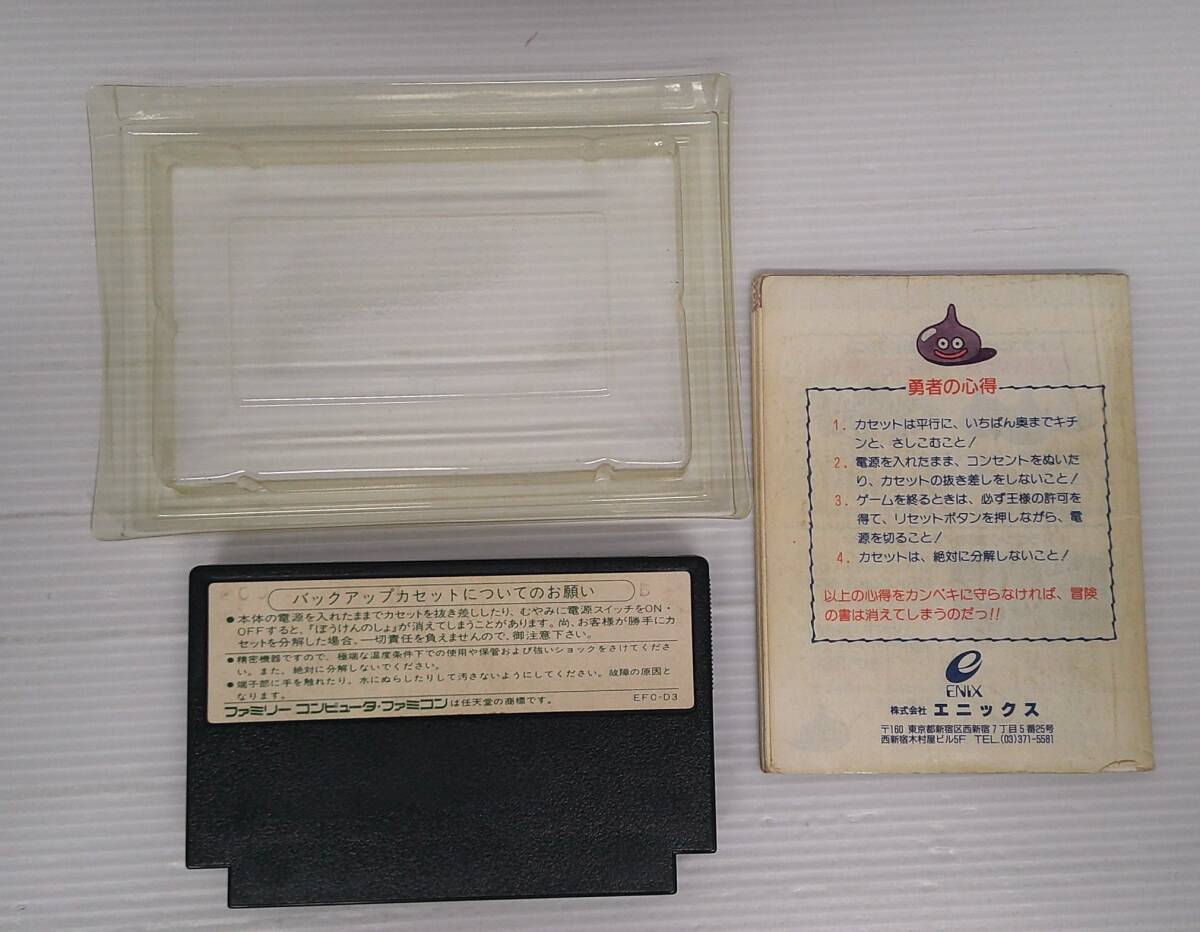 バックアップカセットについてのお願い
●本体の電源を入れたままでカセットを抜き差ししたり、むやみに電源スイッチをON・
OFFすると、『ぼうけんのしょ』が消えてしまうことがあります。尚、お客様が勝手にカ
セットを分解した場合、一切責任を負えませんので、御注意下さい。
●精密機器ですので、極端な温度条件下での使用や保管および強いショックをさけてくださ
い。また、絶対に分解しないでください。
●端子部に手を触れたり、水にぬらしたりして汚さないようにしてください。故障の原因と
なります。
EFC-D3
ファミリーコンピュータ・ファミコンは任天堂の商標です。
勇者の心得
1. カセットは平行に、いちばん奥までキチ
ンと、さしこむこと!
2. 電源を入れたまま、コンセントをぬいた
り、カセットの抜き差しをしないこと!
3. ゲームを終るときは、必ず王様の許可を
得て、リセットボタンを押しながら、電
源を切ること!
4. カセットは、絶対に分解しないこと!
以上の心得をカンペキに守らなければ、冒険
の書は消えてしまうのだっ!!
ENIX
株式会社 エニックス
〒160 東京都新宿区西新宿7丁目5番25号
西新宿木村屋ビル5F TEL.(03)371-5581